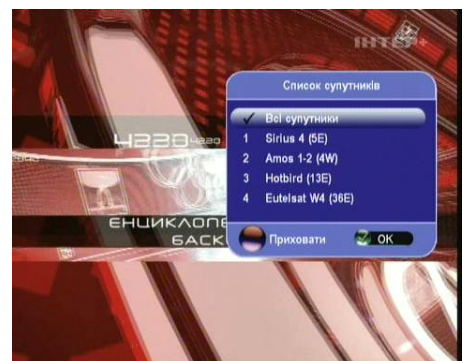 ІНТЕР+
Список супутників
Всі супутники
1 Sirius 4 (5E)
2 Amos 1-2 (4W)
3 Hotbird (13E)
4 Eutelsat W4 (36E)
4220 4220
ЕНЦИКЛОПЕ
БАСК
Приховати OK